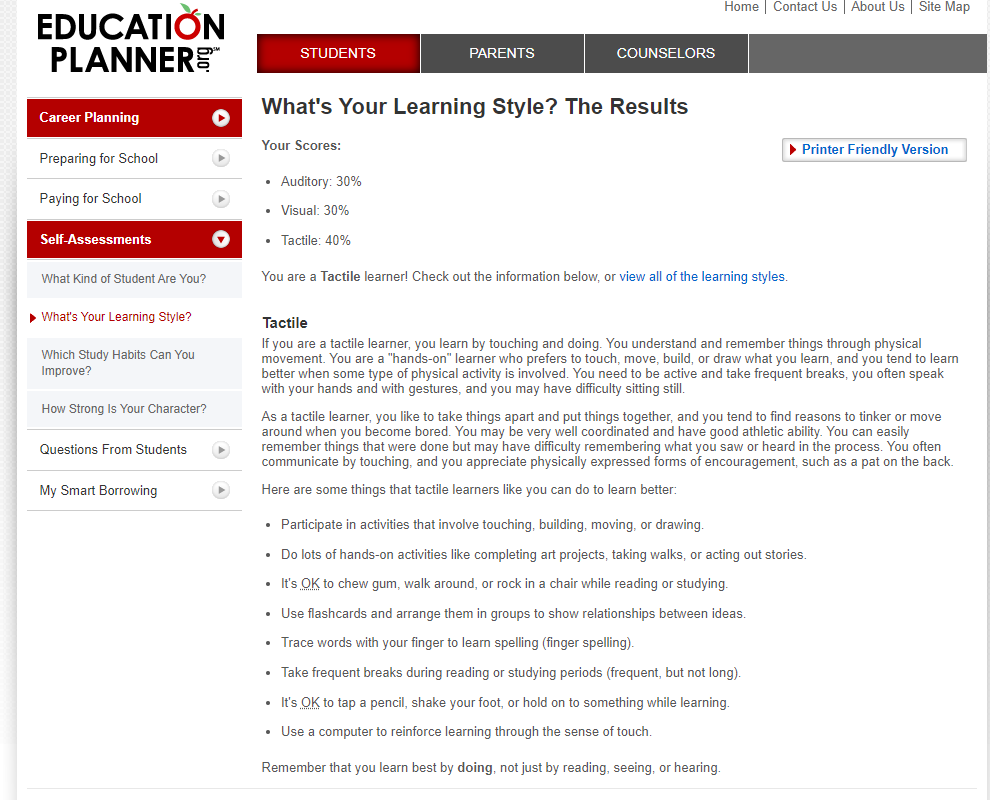 EDUCATION
PLANNER.org SM
Home | Contact Us | About Us | Site Map
STUDENTS
PARENTS
COUNSELORS
Career Planning
Preparing for School
Paying for School
Self-Assessments
What Kind of Student Are You?
What's Your Learning Style?
Which Study Habits Can You
Improve?
How Strong Is Your Character?
Questions From Students
My Smart Borrowing
What's Your Learning Style? The Results
Your Scores:
Printer Friendly Version
• Auditory: 30%
• Visual: 30%
• Tactile: 40%
You are a Tactile learner! Check out the information below, or view all of the learning styles.
Tactile
If you are a tactile learner, you learn by touching and doing. You understand and remember things through physical
movement. You are a "hands-on" learner who prefers to touch, move, build, or draw what you learn, and you tend to learn
better when some type of physical activity is involved. You need to be active and take frequent breaks, you often speak
with your hands and with gestures, and you may have difficulty sitting still.
As a tactile learner, you like to take things apart and put things together, and you tend to find reasons to tinker or move
around when you become bored. You may be very well coordinated and have good athletic ability. You can easily
remember things that were done but may have difficulty remembering what you saw or heard in the process. You often
communicate by touching, and you appreciate physically expressed forms of encouragement, such as a pat on the back.
Here are some things that tactile learners like you can do to learn better:
• Participate in activities that involve touching, building, moving, or drawing.
• Do lots of hands-on activities like completing art projects, taking walks, or acting out stories.
• It's OK to chew gum, walk around, or rock in a chair while reading or studying.
• Use flashcards and arrange them in groups to show relationships between ideas.
• Trace words with your finger to learn spelling (finger spelling).
• Take frequent breaks during reading or studying periods (frequent, but not long).
• It's OK to tap a pencil, shake your foot, or hold on to something while learning.
• Use a computer to reinforce learning through the sense of touch.
Remember that you learn best by doing, not just by reading, seeing, or hearing.